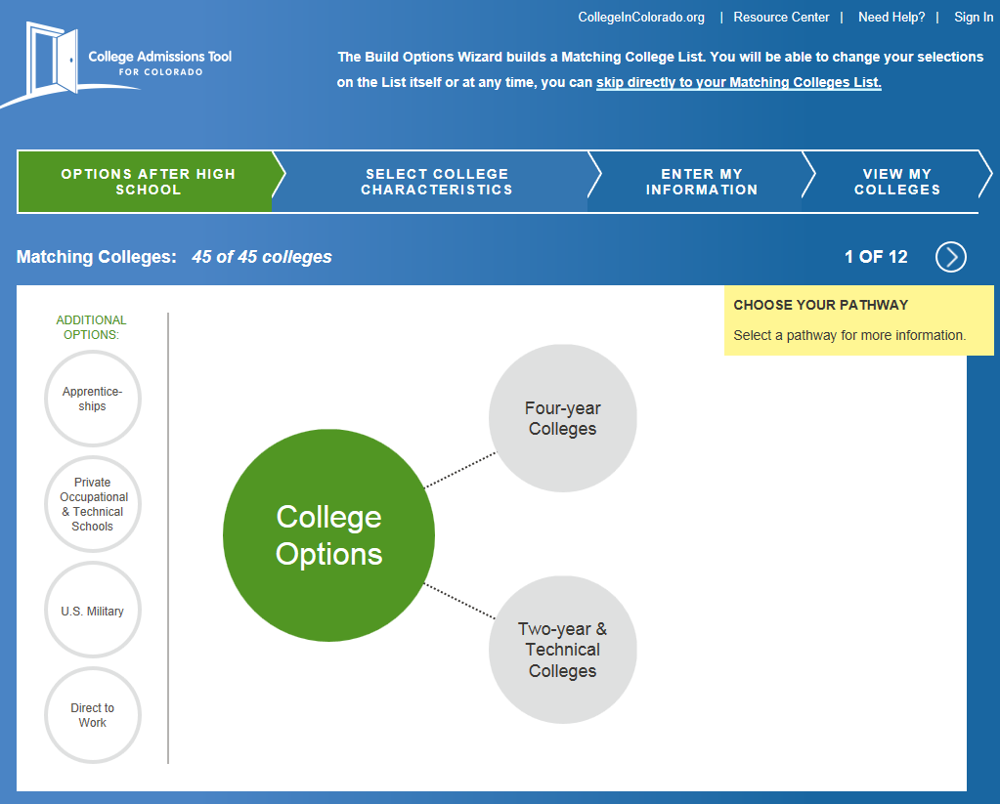 CollegeInColorado.org | Resource Center | Need Help? | Sign In
College Admissions Tool
FOR COLORADO
The Build Options Wizard builds a Matching College List. You will be able to change your selections
on the List itself or at any time, you can skip directly to your Matching Colleges List.
OPTIONS AFTER HIGH
SCHOOL
SELECT COLLEGE
CHARACTERISTICS
ENTER MY
INFORMATION
VIEW MY
COLLEGES
Matching Colleges: 45 of 45 colleges
1 OF 12
CHOOSE YOUR PATHWAY
Select a pathway for more information.
ADDITIONAL
OPTIONS:
Apprentice-
ships
Private
Occupational
& Technical
Schools
U.S. Military
Direct to
Work
College
Options
Four-year
Colleges
Two-year &
Technical
Colleges